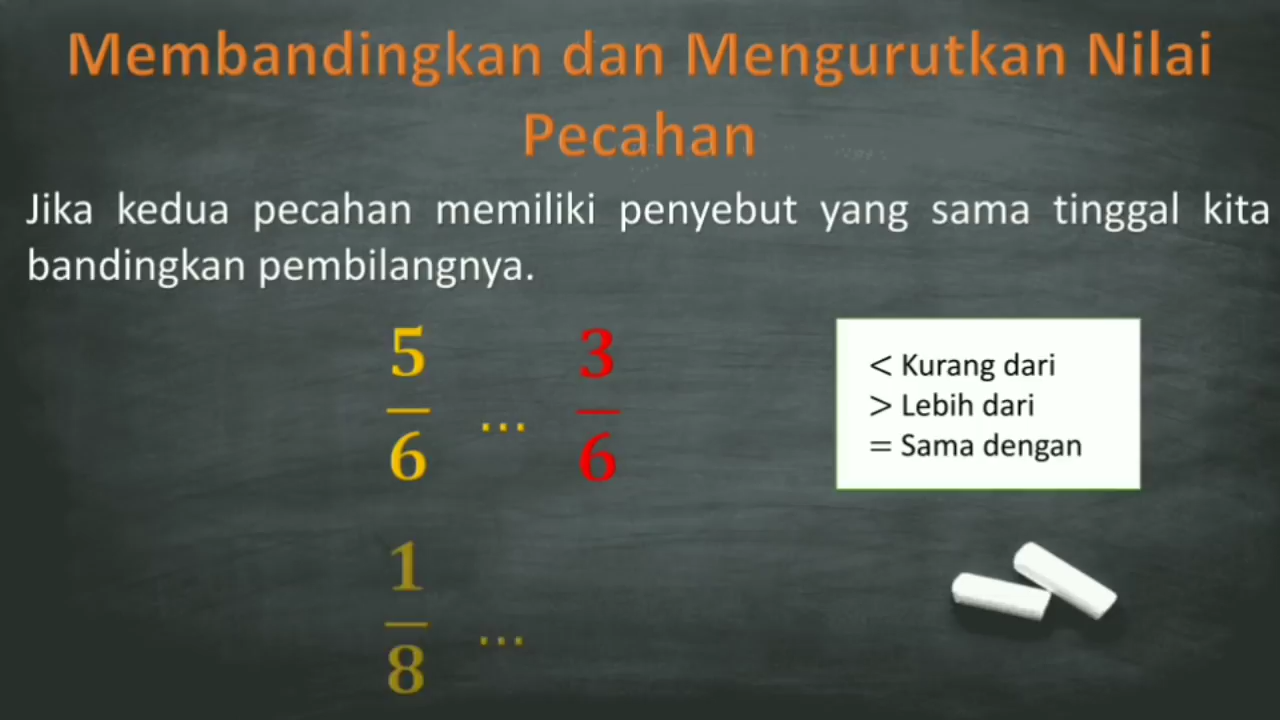 Membandingkan dan Mengurutkan Nilai
Pecahan
Jika kedua pecahan memiliki penyebut yang sama tinggal kita
bandingkan pembilangnya.
5/6 ... 3/6
< Kurang dari
> Lebih dari
= Sama dengan
1/8 ...